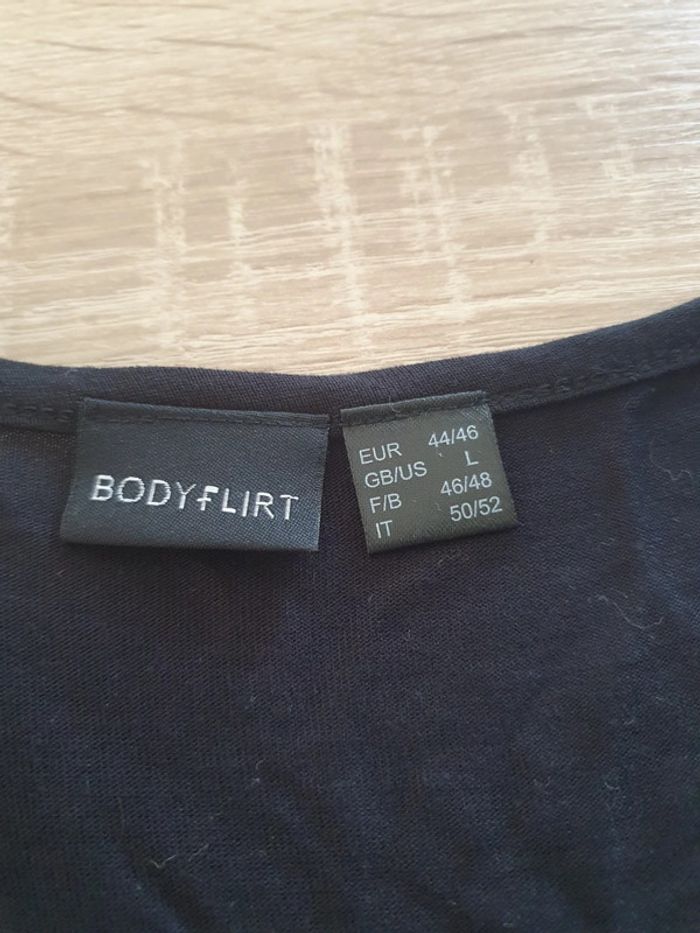 BODYFLIRT
EUR 44/46
GB/US L
F/B 46/48
IT 50/52